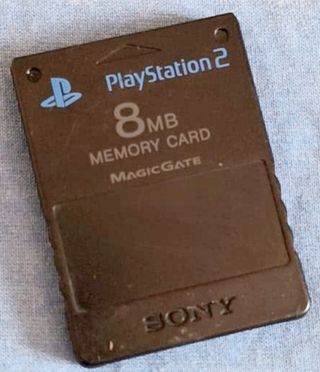 PlayStation 2
8MB
MEMORY CARD
MAGICGATE
SONY